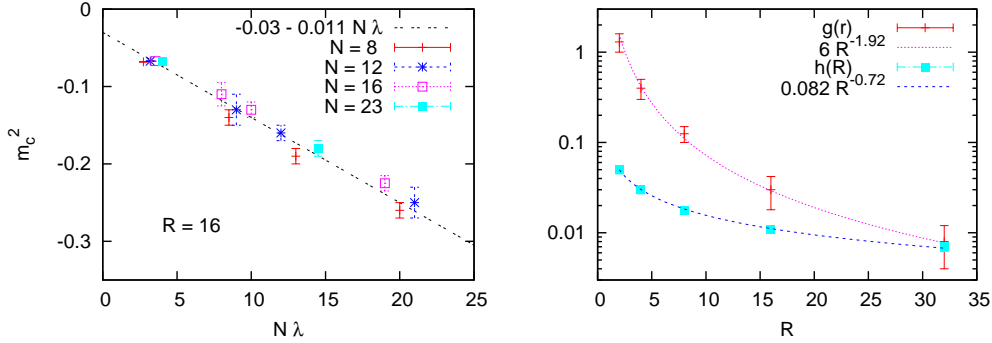 -0.03 - 0.011 N λ
N = 8
N = 12
N = 16
N = 23
0
-0.1
-0.2
-0.3
m_c^2
R = 16
0 5 10 15 20 25
N λ
g(r)
6 R^-1.92
h(R)
0.082 R^-0.72
1
0.1
0.01
0 5 10 15 20 25 30 35
R